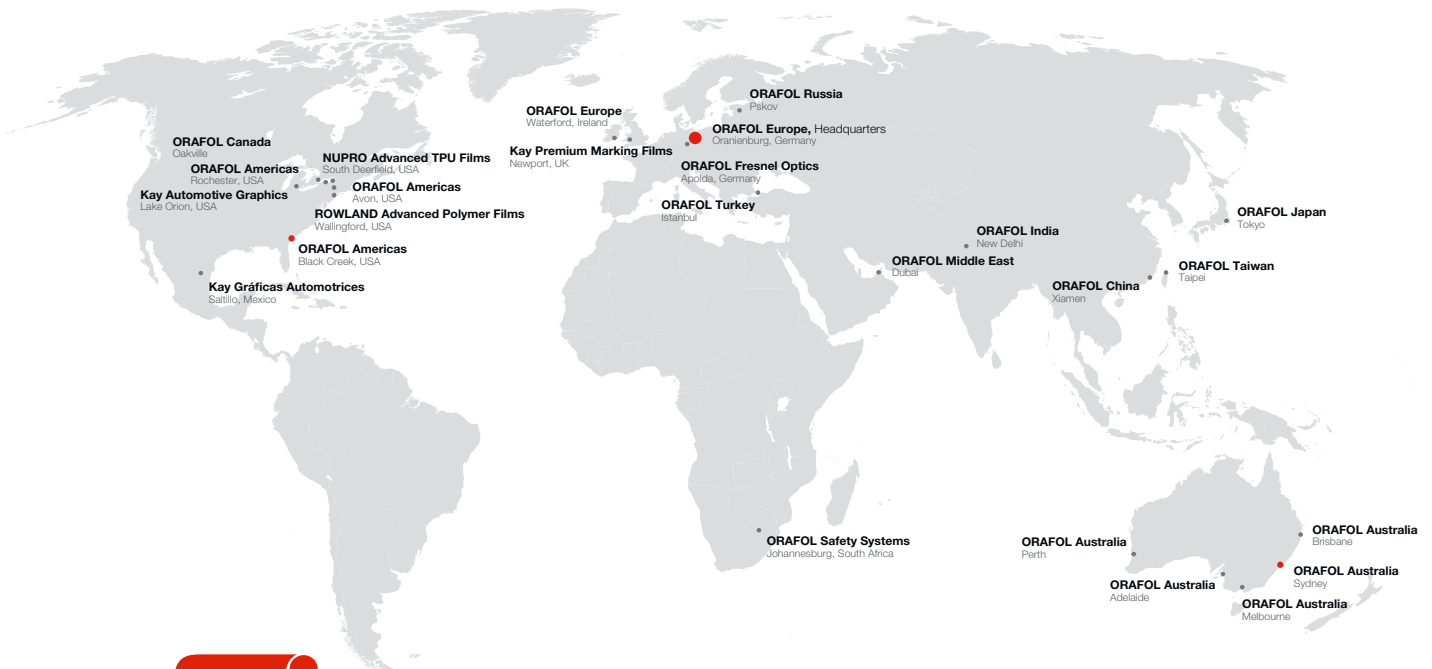 ORAFOL Russia
Pskov
ORAFOL Europe
Waterford, Ireland
ORAFOL Europe, Headquarters
Oranienburg, Germany
ORAFOL Canada
Oakville
Kay Premium Marking Films
Newport, UK
NUPRO Advanced TPU Films
South Deerfield, USA
ORAFOL Americas
Rochester, USA
ORAFOL Fresnel Optics
Apolda, Germany
ORAFOL Americas
Avon, USA
Kay Automotive Graphics
Lake Orion, USA
ORAFOL Turkey
Istanbul
ROWLAND Advanced Polymer Films
Wallingford, USA
ORAFOL Japan
Tokyo
ORAFOL India
New Delhi
ORAFOL Americas
Black Creek, USA
ORAFOL Middle East
Dubai
ORAFOL Taiwan
Taipei
Kay Gráficas Automotrices
Saltillo, Mexico
ORAFOL China
Xiamen
ORAFOL Australia
Brisbane
ORAFOL Safety Systems
Johannesburg, South Africa
ORAFOL Australia
Perth
ORAFOL Australia
Sydney
ORAFOL Australia
Adelaide
ORAFOL Australia
Melbourne